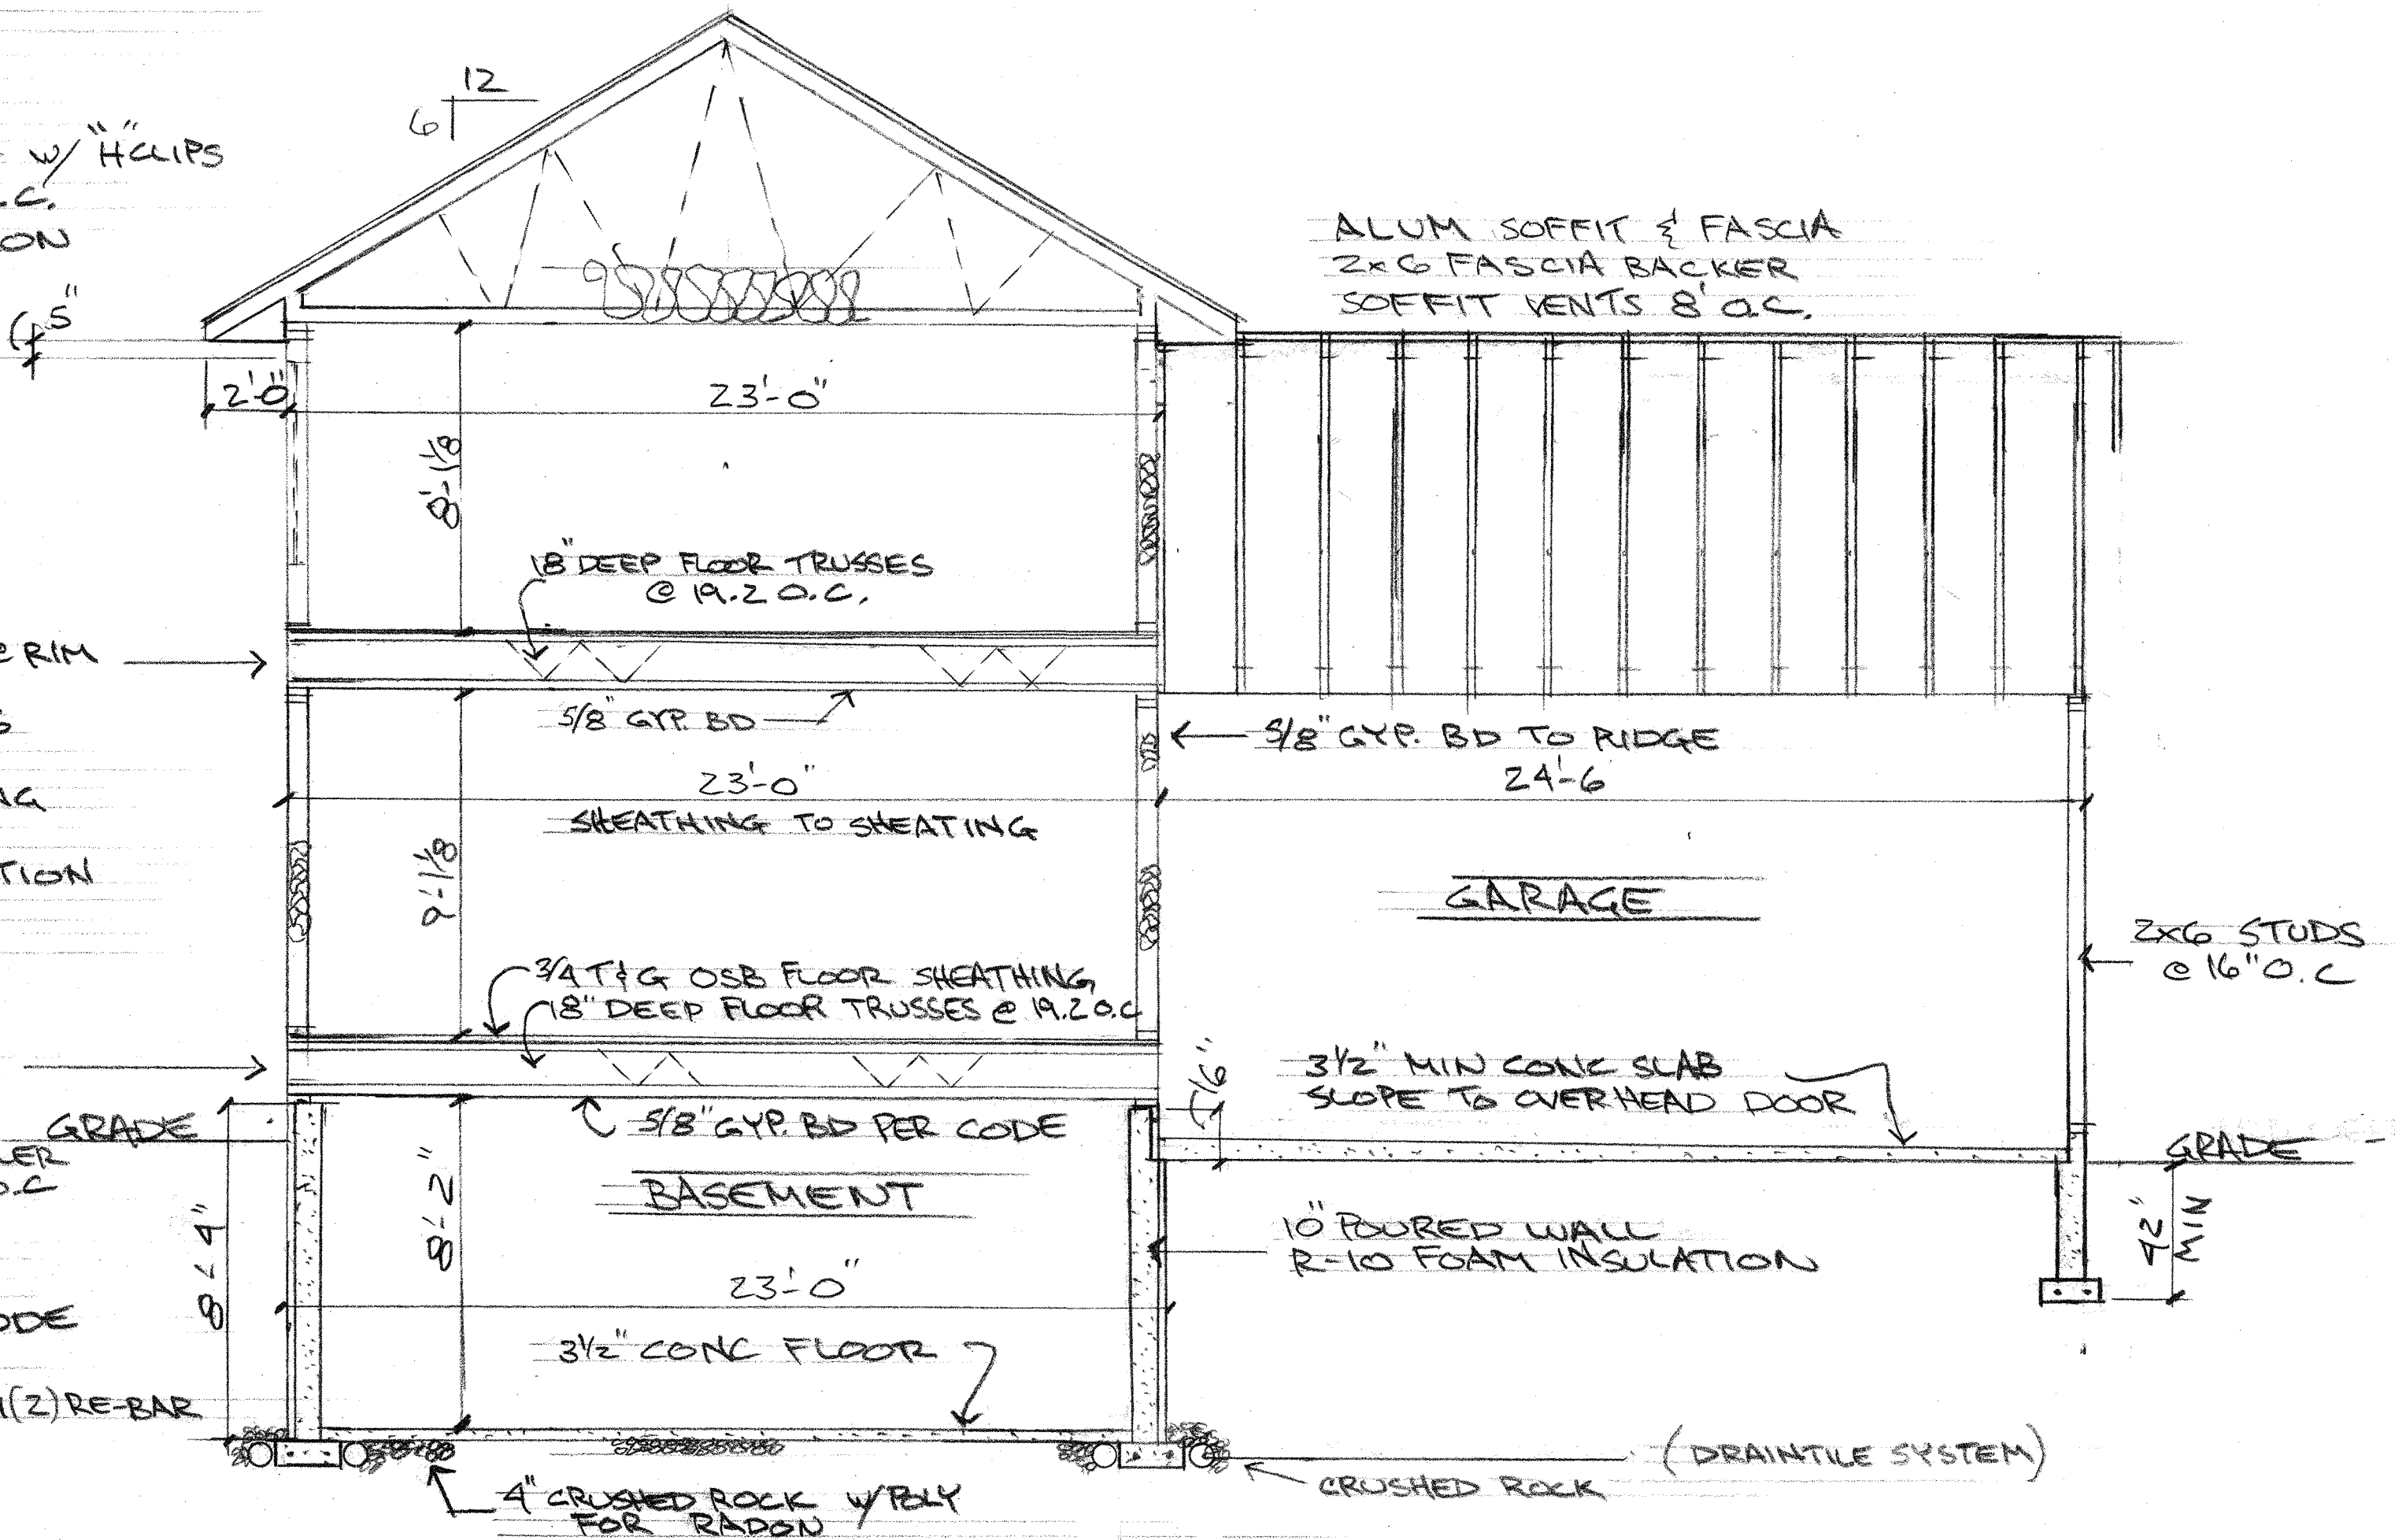 12
6
w/ "H" CLIPS
.C.
ON
5"
ALUM SOFFIT & FASCIA
2x6 FASCIA BACKER
SOFFIT VENTS 8' O.C.
2'-0"
23'-0"
8'-1 1/8
18" DEEP FLOOR TRUSSES
@ 19.2 O.C.
RIM
5/8" GYP. BD
5/8" GYP. BD TO RIDGE
23'-0"
24'-6
SHEATHING TO SHEATING
9'-1 1/8
TION
GARAGE
2x6 STUDS
@ 16" O.C
3/4 T&G OSB FLOOR SHEATHING
18" DEEP FLOOR TRUSSES @ 19.2 O.C
3 1/2" MIN CONC SLAB
SLOPE TO OVERHEAD DOOR
GRADE
5/8" GYP. BD PER CODE
GRADE
LER
O.C
8'-2"
BASEMENT
8'-4"
10" POURED WALL
R-10 FOAM INSULATION
42"
MIN
23'-0"
ODE
3 1/2" CONC FLOOR
(2) RE-BAR
(DRAINTILE SYSTEM)
CRUSHED ROCK
4" CRUSHED ROCK w/ POLY
FOR RADON